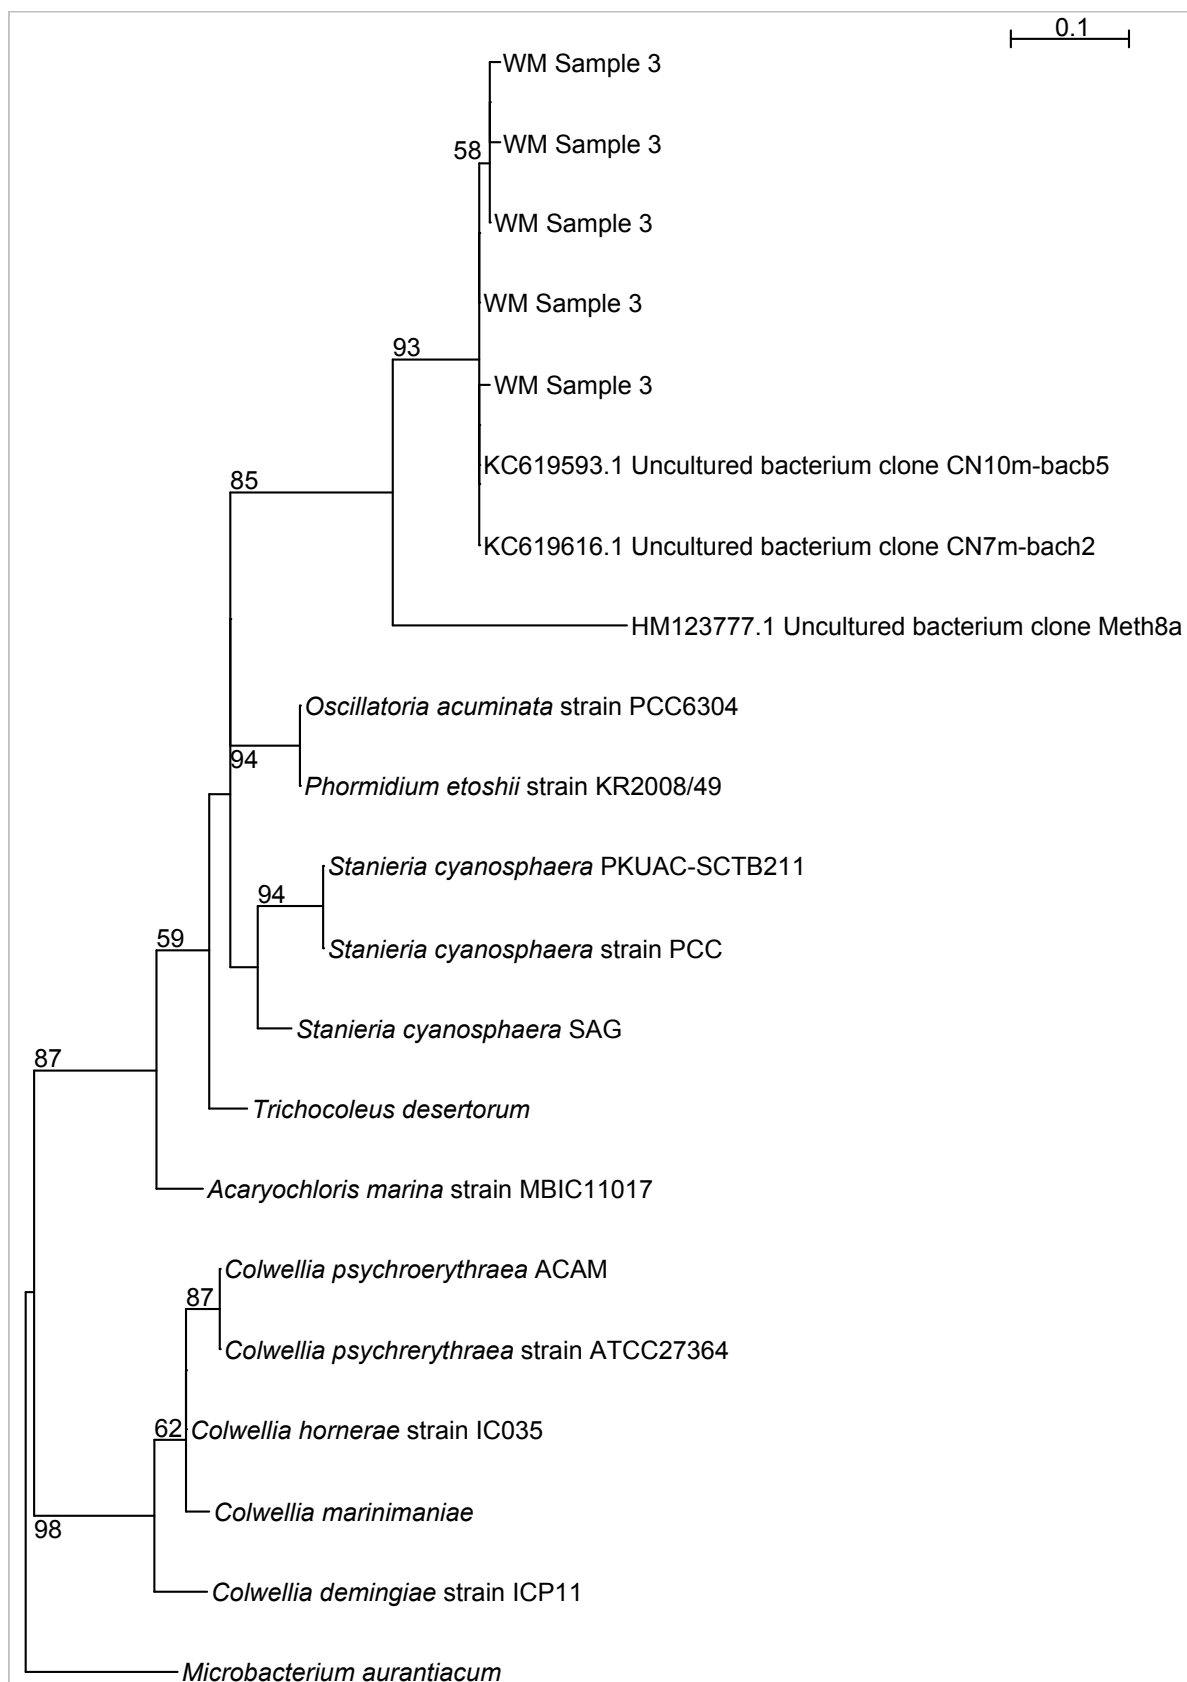 0.1
WM Sample 3
WM Sample 3
58
WM Sample 3
WM Sample 3
93
WM Sample 3
KC619593.1 Uncultured bacterium clone CN10m-bacb5
85
KC619616.1 Uncultured bacterium clone CN7m-bach2
HM123777.1 Uncultured bacterium clone Meth8a
Oscillatoria acuminata strain PCC6304
94
Phormidium etoshii strain KR2008/49
Stanieria cyanosphaera PKUAC-SCTB211
94
59
Stanieria cyanosphaera strain PCC
Stanieria cyanosphaera SAG
87
Trichocoleus desertorum
Acaryochloris marina strain MBIC11017
Colwellia psychroerythraea ACAM
87
Colwellia psychrerythraea strain ATCC27364
62
Colwellia hornerae strain IC035
Colwellia marinimaniae
98
Colwellia demingiae strain ICP11
Microbacterium aurantiacum